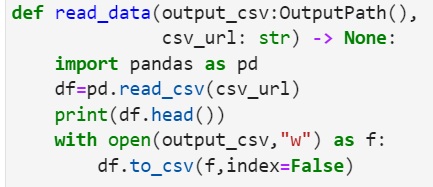 def read_data(output_csv:OutputPath(),
              csv_url: str) -> None:
    import pandas as pd
    df=pd.read_csv(csv_url)
    print(df.head())
    with open(output_csv,"w") as f:
        df.to_csv(f,index=False)